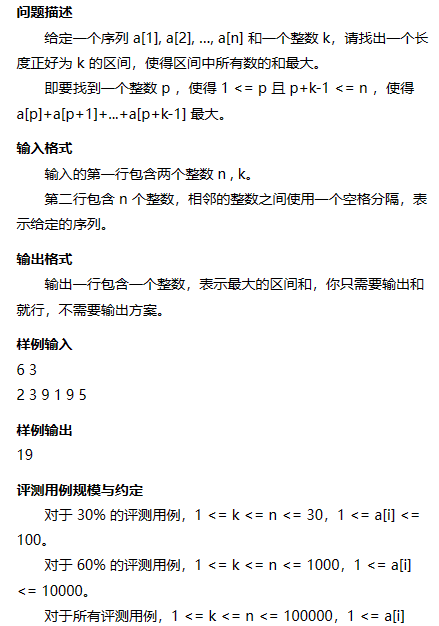 问题描述
给定一个序列 a[1], a[2], ..., a[n] 和一个整数 k，请找出一个长
度正好为 k 的区间，使得区间中所有数的和最大。
即要找到一个整数 p ，使得 1 <= p 且 p+k-1 <= n ，使得
a[p]+a[p+1]+...+a[p+k-1] 最大。
输入格式
输入的第一行包含两个整数 n , k。
第二行包含 n 个整数，相邻的整数之间使用一个空格分隔，表
示给定的序列。
输出格式
输出一行包含一个整数，表示最大的区间和，你只需要输出和
就行，不需要输出方案。
样例输入
6 3
2 3 9 1 9 5
样例输出
19
评测用例规模与约定
对于 30% 的评测用例，1 <= k <= n <= 30，1 <= a[i] <=
100。
对于 60% 的评测用例，1 <= k <= n <= 1000，1 <= a[i]
<= 10000。
对于所有评测用例，1 <= k <= n <= 100000，1 <= a[i]